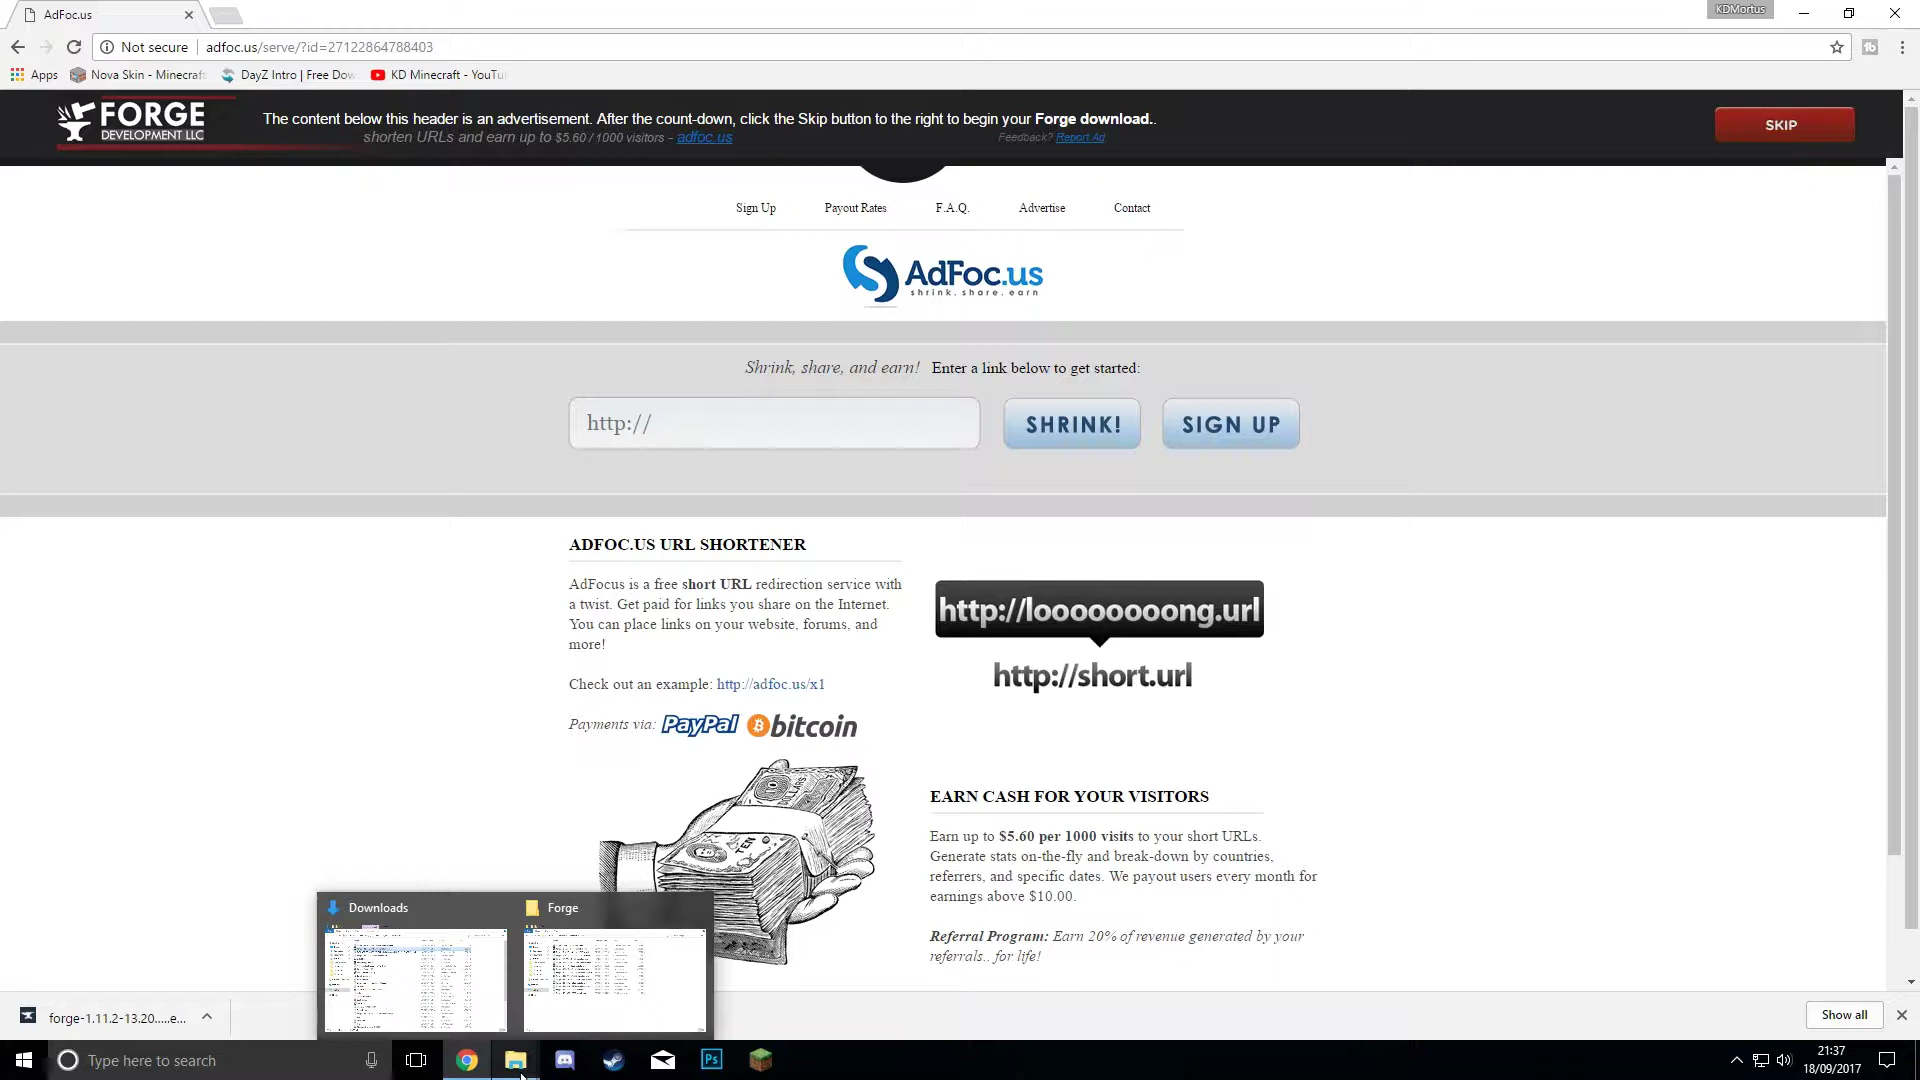 AdFoc.us
KDMortus
Not secure
adfoc.us/serve/?id=27122864788403
Apps
Nova Skin - Minecraf
DayZ Intro | Free Dow
KD Minecraft - YouTu
FORGE
DEVELOPMENT LLC
The content below this header is an advertisement. After the count-down, click the Skip button to the right to begin your Forge download..
shorten URLs and earn up to $5.60 / 1000 visitors - adfoc.us
Feedback? Report Ad
SKIP
Sign Up
Payout Rates
F.A.Q.
Advertise
Contact
AdFoc.us
shrink. share. earn
Shrink, share, and earn! Enter a link below to get started:
http://
SHRINK!
SIGN UP
ADFOC.US URL SHORTENER
AdFocus is a free short URL redirection service with
a twist. Get paid for links you share on the Internet.
You can place links on your website, forums, and
more!
Check out an example: http://adfoc.us/x1
Payments via: PayPal bitcoin
http://loooooooong.url
http://short.url
EARN CASH FOR YOUR VISITORS
Earn up to $5.60 per 1000 visits to your short URLs.
Generate stats on-the-fly and break-down by countries,
referrers, and specific dates. We payout users every month for
earnings above $10.00.
Referral Program: Earn 20% of revenue generated by your
referrals.. for life!
Downloads
Forge
forge-1.11.2-13.20.....e...
Show all
Type here to search
Ps
21:37
18/09/2017